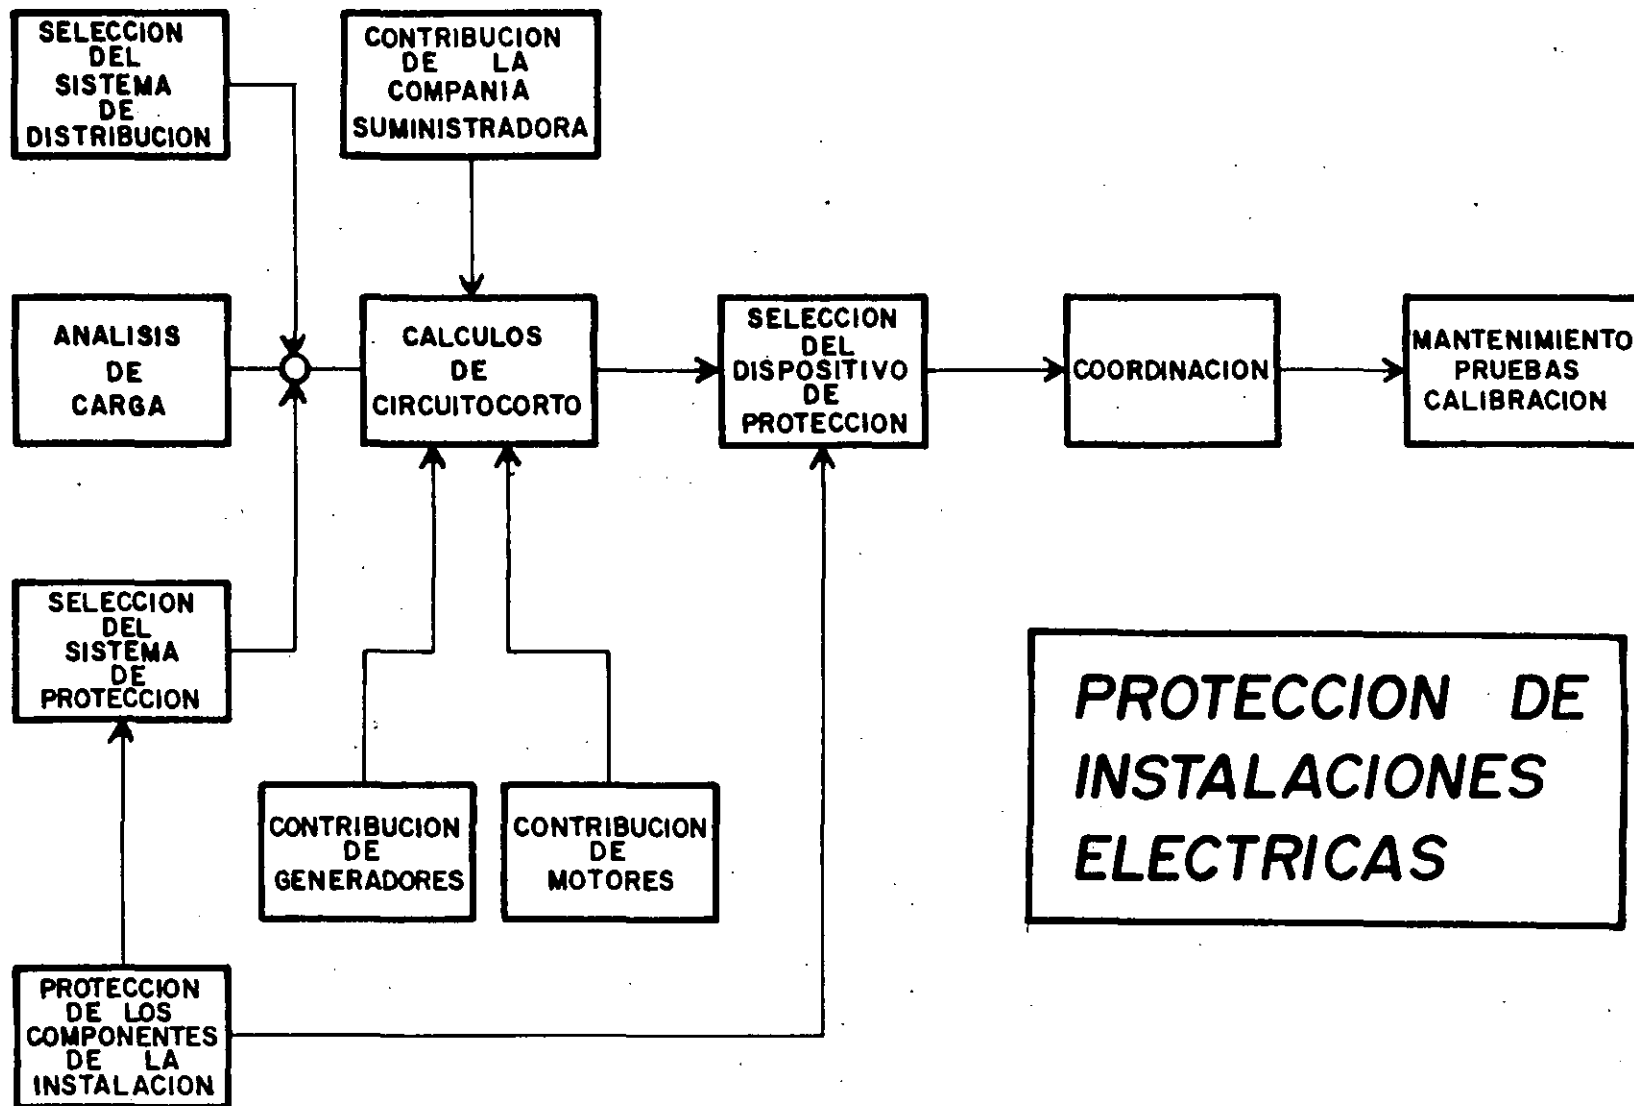 SELECCION
DEL
SISTEMA
DE
DISTRIBUCION
CONTRIBUCION
DE LA
COMPANIA
SUMINISTRADORA
ANALISIS
DE
CARGA
CALCULOS
DE
CIRCUITOCORTO
SELECCION
DEL
DISPOSITIVO
DE
PROTECCION
COORDINACION
MANTENIMIENTO
PRUEBAS
CALIBRACION
SELECCION
DEL
SISTEMA
DE
PROTECCION
CONTRIBUCION
DE
GENERADORES
CONTRIBUCION
DE
MOTORES
PROTECCION DE
INSTALACIONES
ELECTRICAS
PROTECCION
DE LOS
COMPONENTES
DE LA
INSTALACION